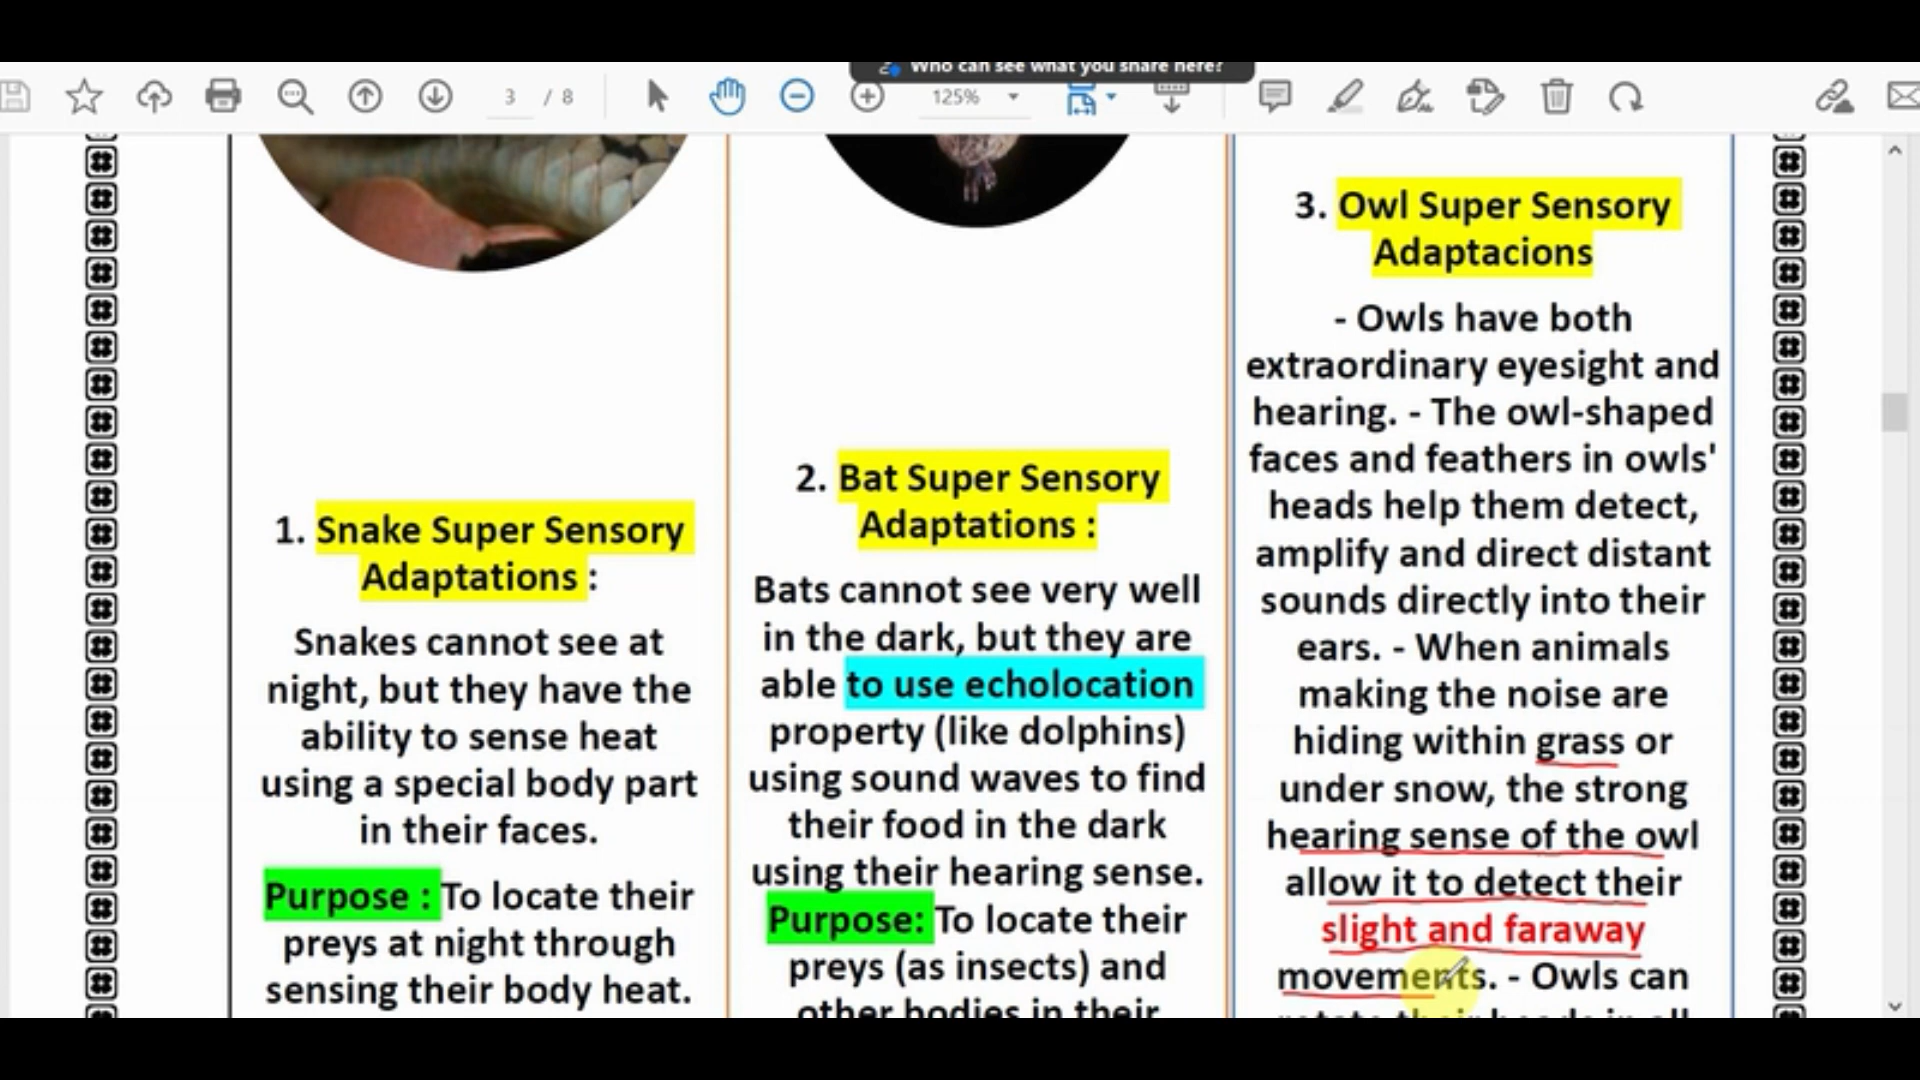 Who can see what you share here?
3 / 8
125%
1. Snake Super Sensory
Adaptations :
Snakes cannot see at
night, but they have the
ability to sense heat
using a special body part
in their faces.
Purpose : To locate their
preys at night through
sensing their body heat.
2. Bat Super Sensory
Adaptations :
Bats cannot see very well
in the dark, but they are
able to use echolocation
property (like dolphins)
using sound waves to find
their food in the dark
using their hearing sense.
Purpose: To locate their
preys (as insects) and
other bodies in their
3. Owl Super Sensory
Adaptacions
- Owls have both
extraordinary eyesight and
hearing. - The owl-shaped
faces and feathers in owls'
heads help them detect,
amplify and direct distant
sounds directly into their
ears. - When animals
making the noise are
hiding within grass or
under snow, the strong
hearing sense of the owl
allow it to detect their
slight and faraway
movements. - Owls can